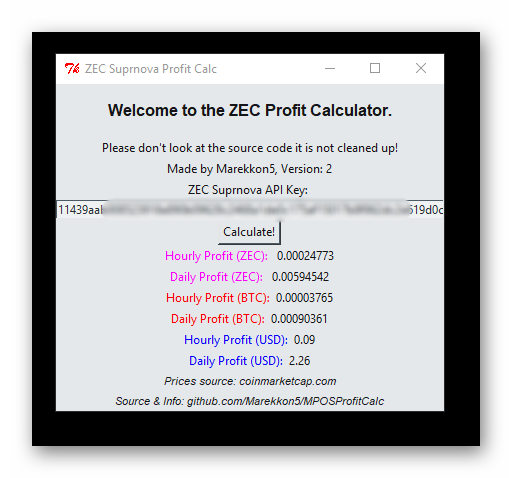 ZEC Suprnova Profit Calc
Welcome to the ZEC Profit Calculator.
Please don't look at the source code it is not cleaned up!
Made by Marekkon5, Version: 2
ZEC Suprnova API Key:
Calculate!
Hourly Profit (ZEC): 0.00024773
Daily Profit (ZEC): 0.00594542
Hourly Profit (BTC): 0.00003765
Daily Profit (BTC): 0.00090361
Hourly Profit (USD): 0.09
Daily Profit (USD): 2.26
Prices source: coinmarketcap.com
Source & Info: github.com/Marekkon5/MPOSProfitCalc